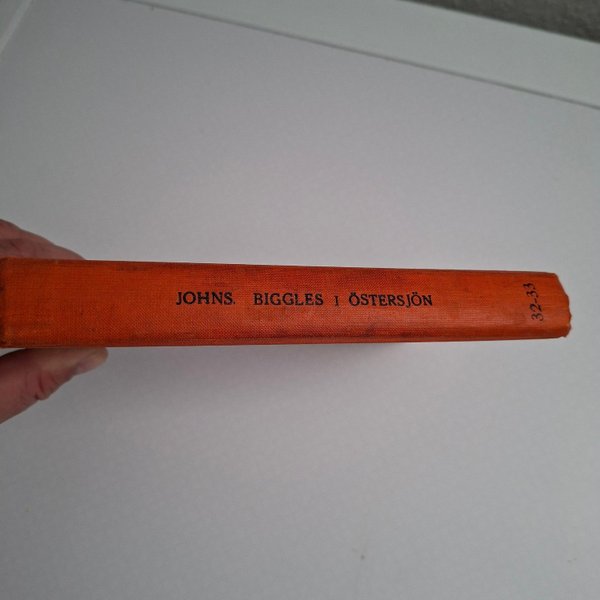 JOHNS. BIGGLES I ÖSTERSJÖN
32-33